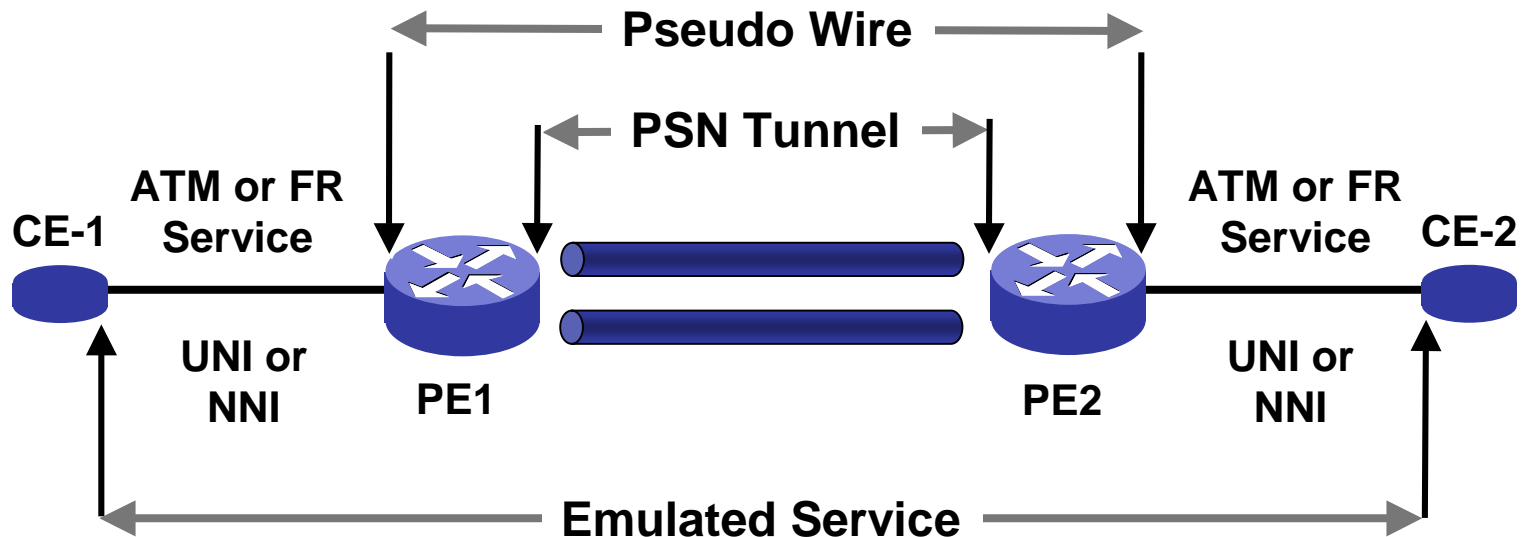 Pseudo Wire
PSN Tunnel
ATM or FR
Service
ATM or FR
Service
CE-1
CE-2
UNI or
NNI
PE1
PE2
UNI or
NNI
Emulated Service